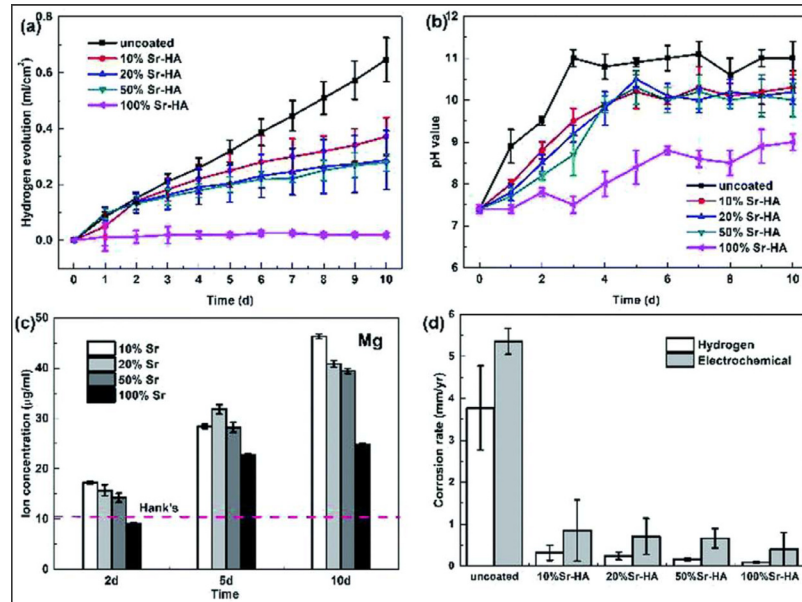 (a)
uncoated
10% Sr-HA
20% Sr-HA
50% Sr-HA
100% Sr-HA
Hydrogen evolution (ml/cm²)
0.8
0.6
0.4
0.2
0.0
0 1 2 3 4 5 6 7 8 9 10
Time (d)
(b)
pH value
12
11
10
9
8
7
6
uncoated
10% Sr-HA
20% Sr-HA
50% Sr-HA
100% Sr-HA
0 2 4 6 8 10
Time (d)
(c)
Mg
10% Sr
20% Sr
50% Sr
100% Sr
Ion concentration (µg/ml)
50
40
30
20
10
0
Hank's
2d 5d 10d
Time
(d)
Hydrogen
Electrochemical
Corrosion rate (mm/yr)
6
5
4
3
2
1
0
uncoated 10%Sr-HA 20%Sr-HA 50%Sr-HA 100%Sr-HA